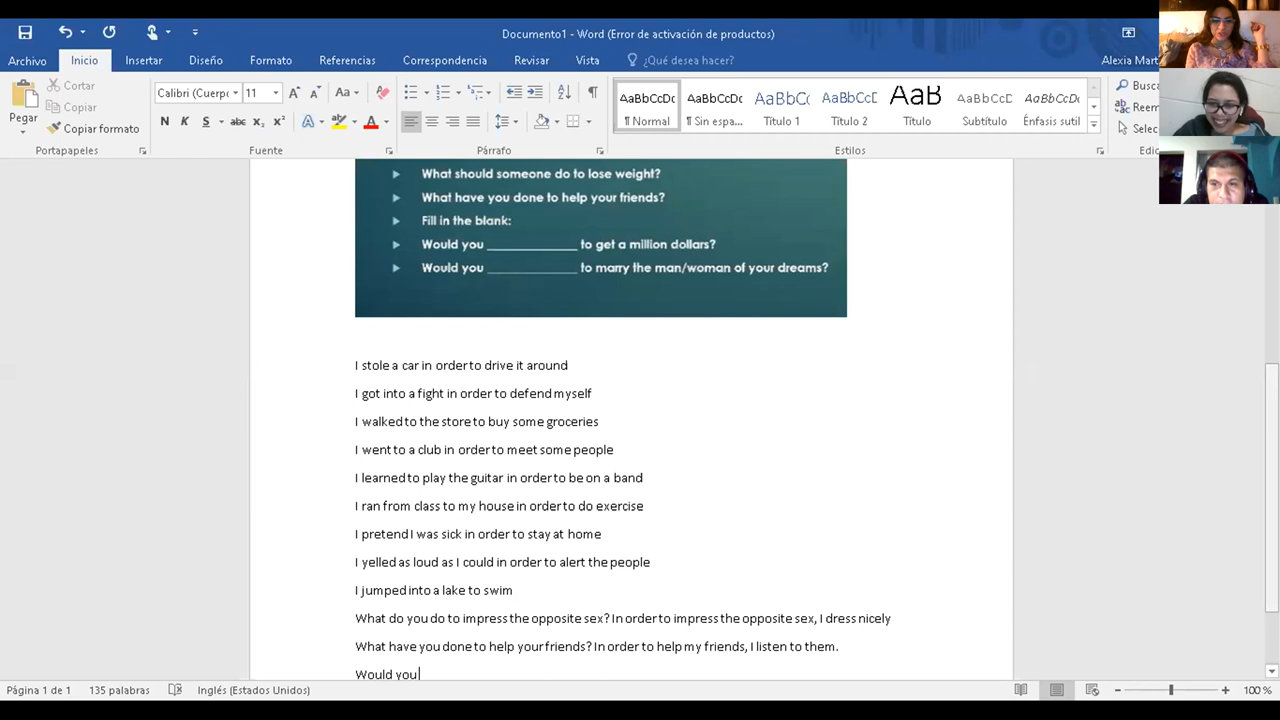 Documento1 - Word (Error de activación de productos)
Alexia Mart
Archivo Inicio Insertar Diseño Formato Referencias Correspondencia Revisar Vista ¿Qué desea hacer?
Pegar
Cortar
Copiar
Copiar formato
Portapapeles
Calibri (Cuerpo 11
N K S abc x₂ x²
Fuente
Párrafo
AaBbCcDc AaBbCcDc AaBbCc AaBbCcD AaB AaBbCcD AaBbCcDc
¶ Normal ¶ Sin espa... Título 1 Título 2 Título Subtítulo Énfasis sutil
Estilos
Busca
Reem
Selec
Edic
What should someone do to lose weight?
What have you done to help your friends?
Fill in the blank:
Would you ______________ to get a million dollars?
Would you ______________ to marry the man/woman of your dreams?
I stole a car in order to drive it around
I got into a fight in order to defend myself
I walked to the store to buy some groceries
I went to a club in order to meet some people
I learned to play the guitar in order to be on a band
I ran from class to my house in order to do exercise
I pretend I was sick in order to stay at home
I yelled as loud as I could in order to alert the people
I jumped into a lake to swim
What do you do to impress the opposite sex? In order to impress the opposite sex, I dress nicely
What have you done to help your friends? In order to help my friends, I listen to them.
Would you
Página 1 de 1 135 palabras Inglés (Estados Unidos) 100 %